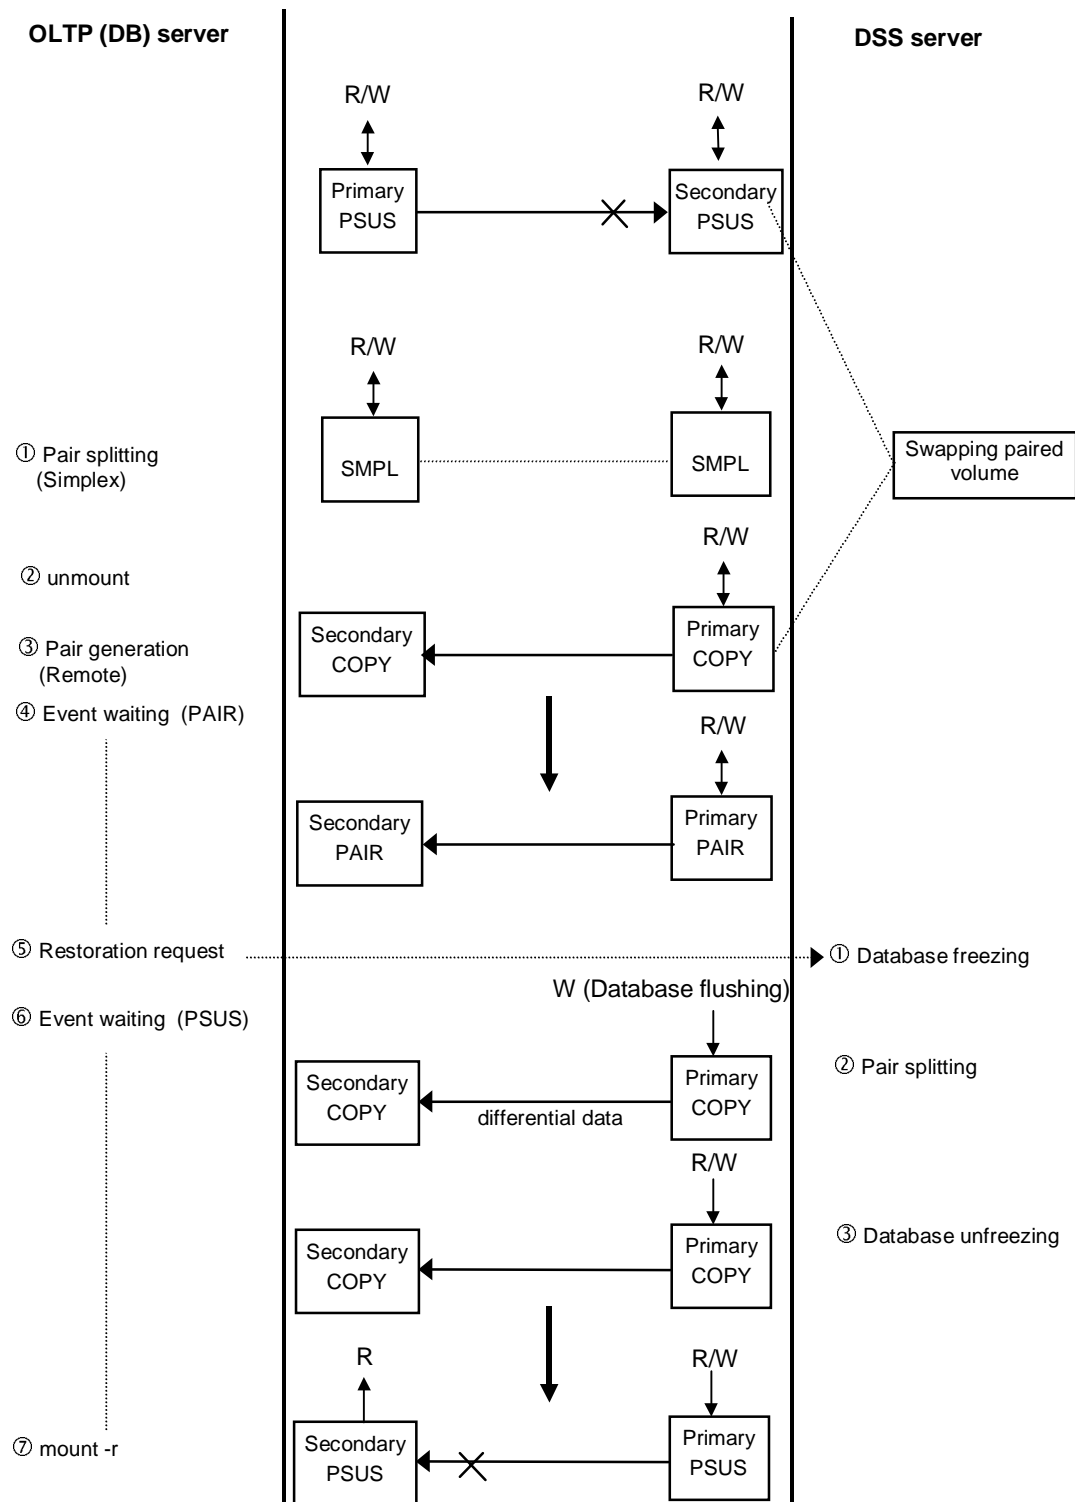 OLTP (DB) server
DSS server
R/W
R/W
Primary
PSUS
Secondary
PSUS
R/W
R/W
① Pair splitting
(Simplex)
SMPL
SMPL
Swapping paired
volume
R/W
② unmount
③ Pair generation
(Remote)
Secondary
COPY
Primary
COPY
④ Event waiting (PAIR)
R/W
Secondary
PAIR
Primary
PAIR
⑤ Restoration request
① Database freezing
W (Database flushing)
⑥ Event waiting (PSUS)
Secondary
COPY
differential data
Primary
COPY
② Pair splitting
R/W
Secondary
COPY
Primary
COPY
③ Database unfreezing
R
R/W
⑦ mount -r
Secondary
PSUS
Primary
PSUS